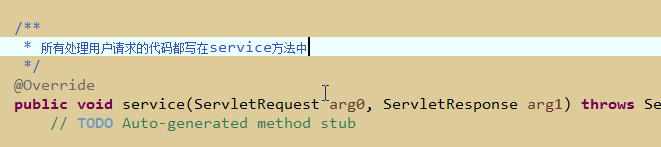 /**
* 所有处理用户请求的代码都写在service方法中
*/
@Override
public void service(ServletRequest arg0, ServletResponse arg1) throws Se
// TODO Auto-generated method stub